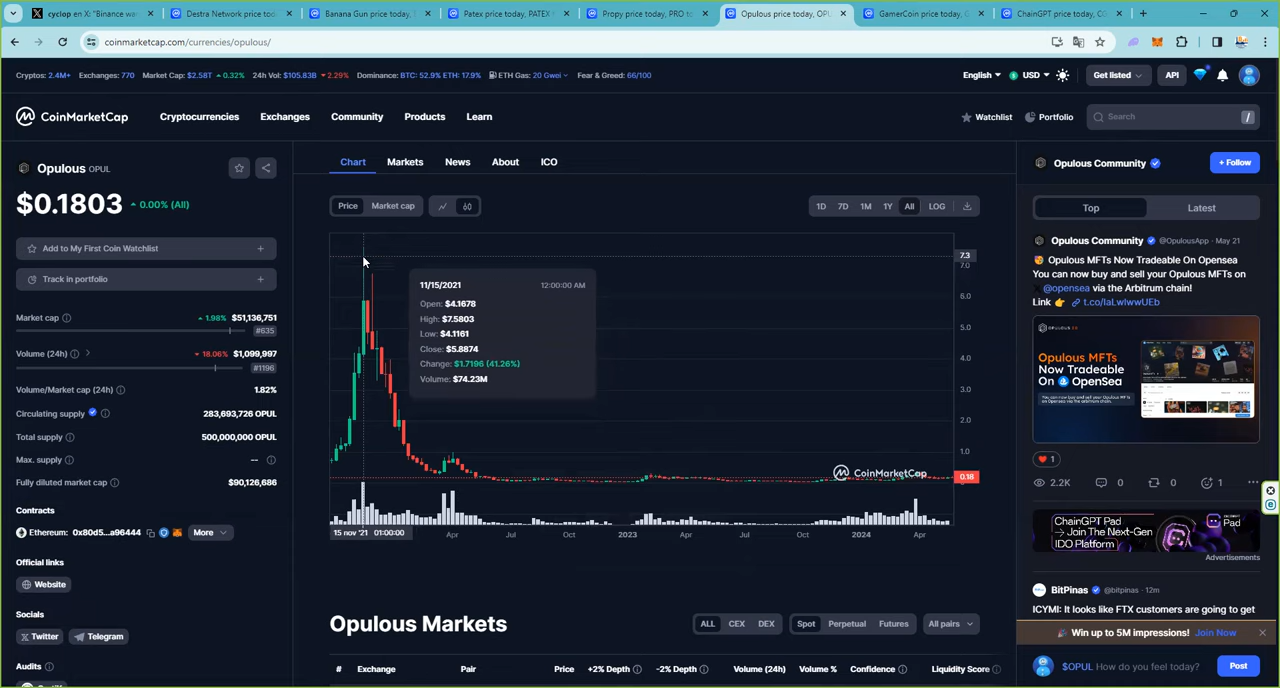 cyclop en X: "Binance wa
Destra Network price tod
Banana Gun price today,
Patex price today, PATEX
Propy price today, PRO to
Opulous price today, OPU
GamerCoin price today, G
ChainGPT price today, CG
coinmarketcap.com/currencies/opulous/
Cryptos: 2.4M+ Exchanges: 770 Market Cap: $2.58T 0.32% 24h Vol: $105.83B 2.29% Dominance: BTC: 52.9% ETH: 17.9% ETH Gas: 20 Gwei Fear & Greed: 66/100
English USD Get listed API
CoinMarketCap Cryptocurrencies Exchanges Community Products Learn
Watchlist Portfolio Search /
Opulous OPUL
$0.1803 0.00% (All)
Add to My First Coin Watchlist +
Track in portfolio +
Market cap 1.98% $51,136,751
#635
Volume (24h) 18.06% $1,099,997
#1196
Volume/Market cap (24h) 1.82%
Circulating supply 283,693,726 OPUL
Total supply 500,000,000 OPUL
Max. supply --
Fully diluted market cap $90,126,686
Contracts
Ethereum: 0x80d5...a96444 More
Official links
Website
Socials
Twitter Telegram
Audits
Chart Markets News About ICO
Price Market cap
1D 7D 1M 1Y All LOG
7.3
7.0
6.0
5.0
4.0
3.0
2.0
1.0
0.18
11/15/2021 12:00:00 AM
Open: $4.1678
High: $7.5803
Low: $4.1161
Close: $5.8874
Change: $1.7196 (41.26%)
Volume: $74.23M
CoinMarketCap
15 nov '21 01:00:00 Apr Jul Oct 2023 Apr Jul Oct 2024 Apr
Opulous Markets
ALL CEX DEX Spot Perpetual Futures All pairs
# Exchange Pair Price +2% Depth -2% Depth Volume (24h) Volume % Confidence Liquidity Score
Opulous Community + Follow
Top Latest
Opulous Community @OpulousApp · May 21
Opulous MFTs Now Tradeable On Opensea
You can now buy and sell your Opulous MFTs on
@opensea via the Arbitrum chain!
Link t.co/IaLwIwwUEb
Opulous MFTs
Now Tradeable
On OpenSea
1
2.2K 0 0 1 ...
ChainGPT Pad
→ Join The Next-Gen
IDO Platform
Pad
Advertisements
BitPinas @bitpinas · 12m
ICYMI: It looks like FTX customers are going to get
Win up to 5M impressions! Join Now
$OPUL How do you feel today? Post